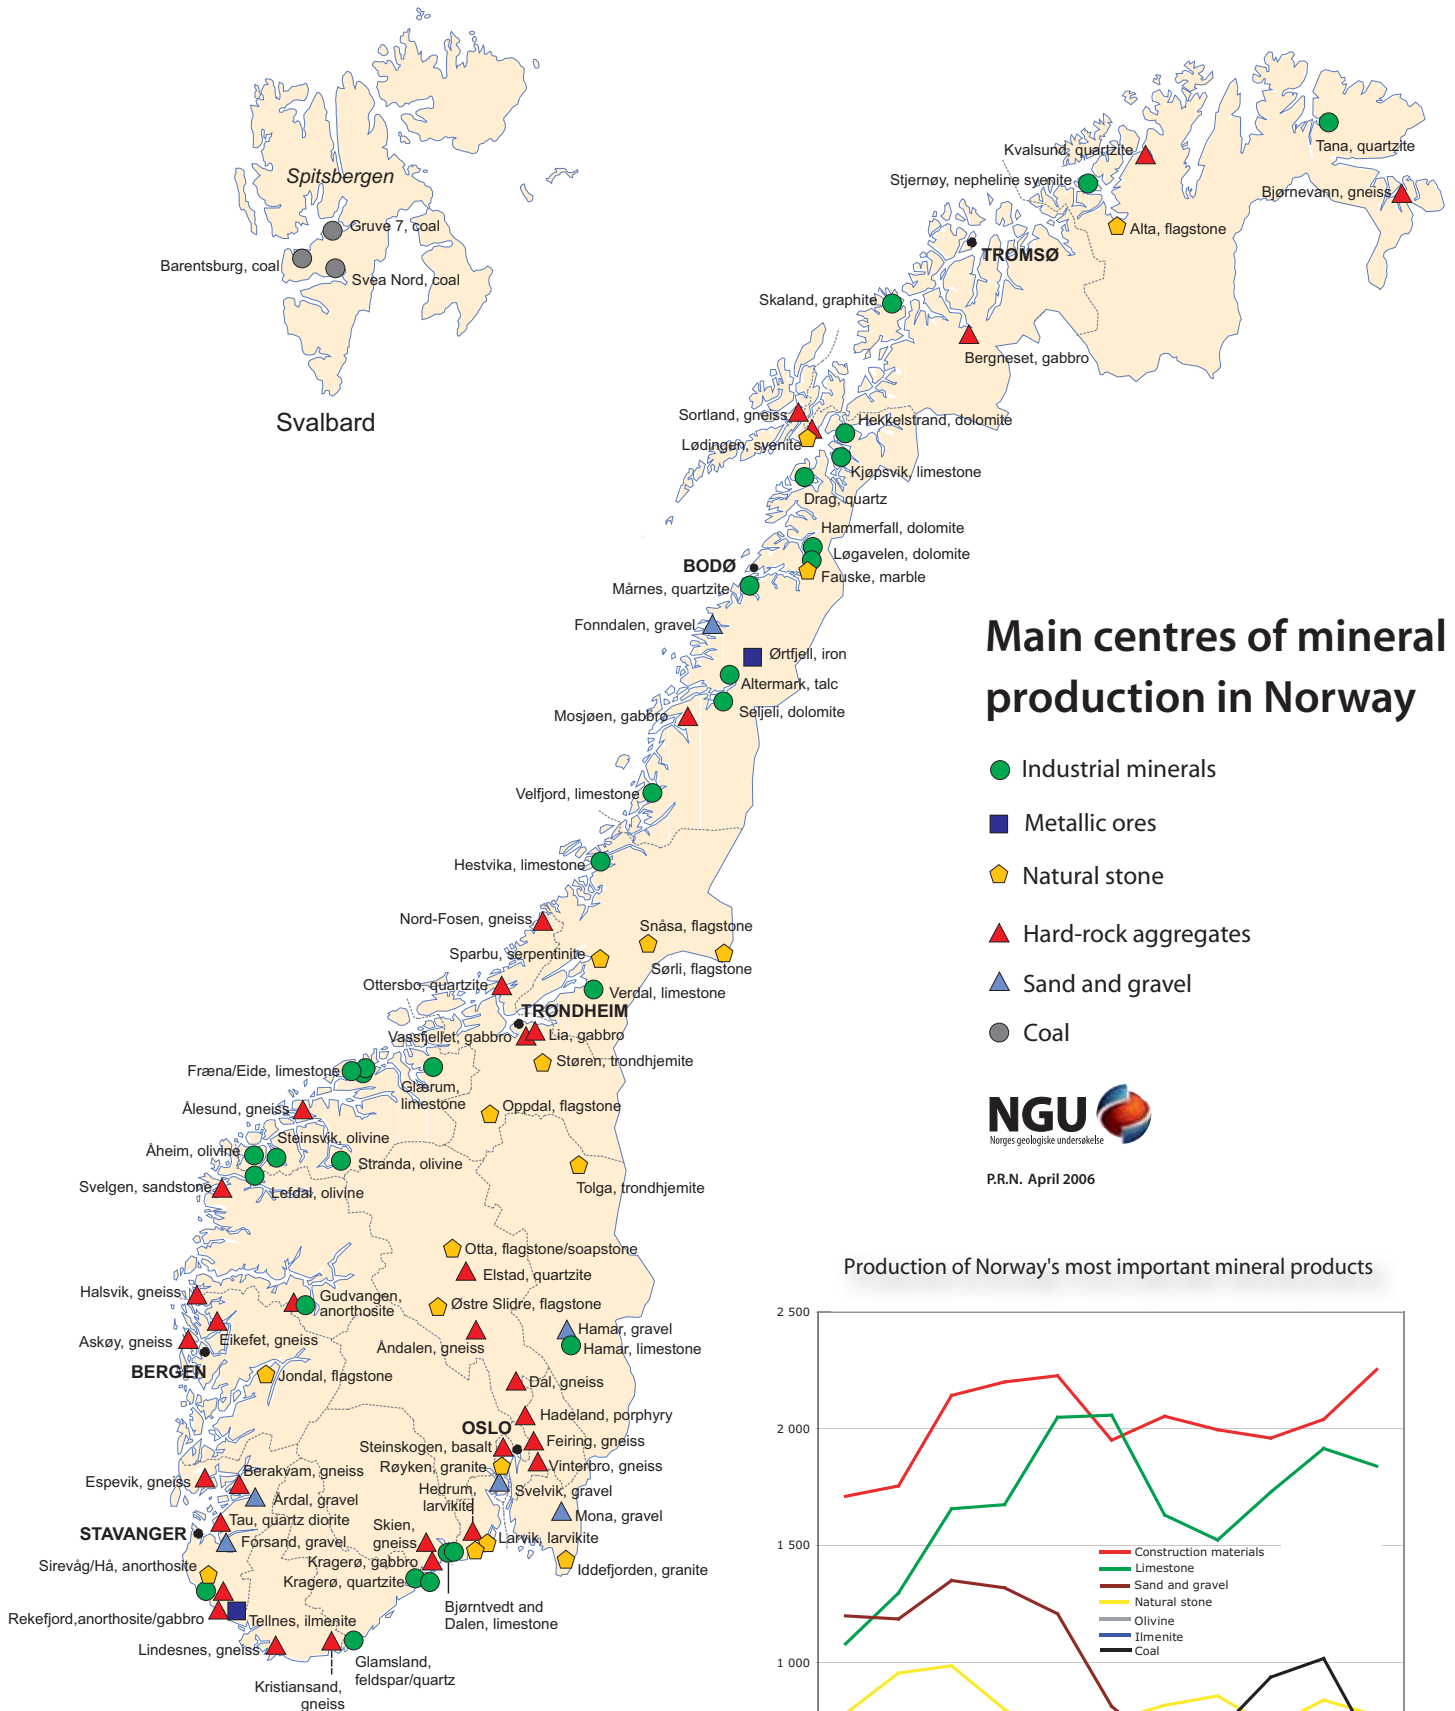 Spitsbergen
Gruve 7, coal
Barentsburg, coal
Svea Nord, coal
Svalbard
Kvalsund, quartzite
Tana, quartzite
Stjernøy, nepheline syenite
Bjørnevann, gneiss
Alta, flagstone
TROMSØ
Skaland, graphite
Bergneset, gabbro
Sortland, gneiss
Hekkelstrand, dolomite
Lødingen, syenite
Kjøpsvik, limestone
Drag, quartz
Hammerfall, dolomite
Løgavelen, dolomite
BODØ
Fauske, marble
Mårnes, quartzite
Fonndalen, gravel
Ørtfjell, iron
Altermark, talc
Seljeli, dolomite
Mosjøen, gabbro
Velfjord, limestone
Hestvika, limestone
Nord-Fosen, gneiss
Snåsa, flagstone
Sparbu, serpentinite
Sørli, flagstone
Ottersbo, quartzite
Verdal, limestone
TRONDHEIM
Vassfjellet, gabbro
Lia, gabbro
Støren, trondhjemite
Fræna/Eide, limestone
Glærum,
limestone
Ålesund, gneiss
Oppdal, flagstone
Steinsvik, olivine
Åheim, olivine
Stranda, olivine
Svelgen, sandstone
Lefdal, olivine
Tolga, trondhjemite
Otta, flagstone/soapstone
Elstad, quartzite
Halsvik, gneiss
Gudvangen,
anorthosite
Østre Slidre, flagstone
Askøy, gneiss
Eikefet, gneiss
Hamar, gravel
Åndalen, gneiss
Hamar, limestone
BERGEN
Jondal, flagstone
Dal, gneiss
Hadeland, porphyry
OSLO
Steinskogen, basalt
Feiring, gneiss
Røyken, granite
Vinterbro, gneiss
Espevik, gneiss
Berakvam, gneiss
Hedrum,
larvikite
Svelvik, gravel
Årdal, gravel
Mona, gravel
Tau, quartz diorite
STAVANGER
Skien,
gneiss
Larvik, larvikite
Forsand, gravel
Kragerø, gabbro
Sirevåg/Hå, anorthosite
Iddefjorden, granite
Kragerø, quartzite
Bjørntvedt and
Dalen, limestone
Rekefjord,anorthosite/gabbro
Tellnes, ilmenite
Lindesnes, gneiss
Glamsland,
feldspar/quartz
Kristiansand,
gneiss
Main centres of mineral
production in Norway
Industrial minerals
Metallic ores
Natural stone
Hard-rock aggregates
Sand and gravel
Coal
NGU
Norges geologiske undersøkelse
P.R.N. April 2006
Production of Norway's most important mineral products
2 500
2 000
1 500
1 000
Construction materials
Limestone
Sand and gravel
Natural stone
Olivine
Ilmenite
Coal